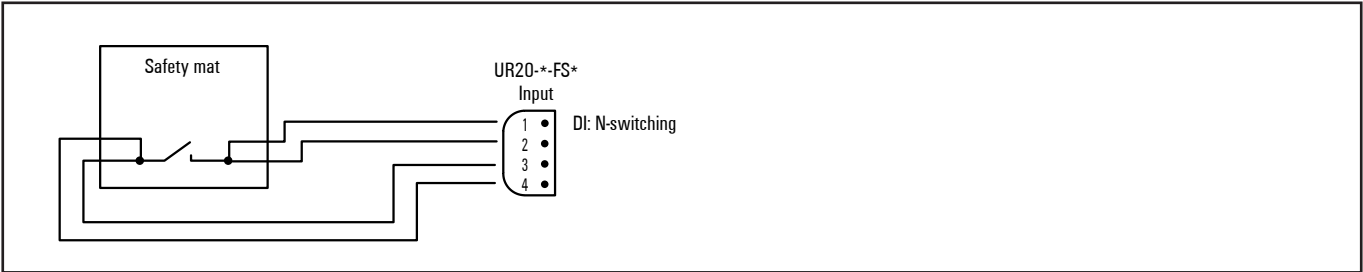 Safety mat
UR20-*-FS*
Input
1
DI: N-switching
2
3
4